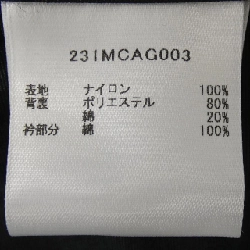 231MCAG003
表地 ナイロン 100%
背腹 ポリエステル 80%
綿 20%
衿部分 綿 100%